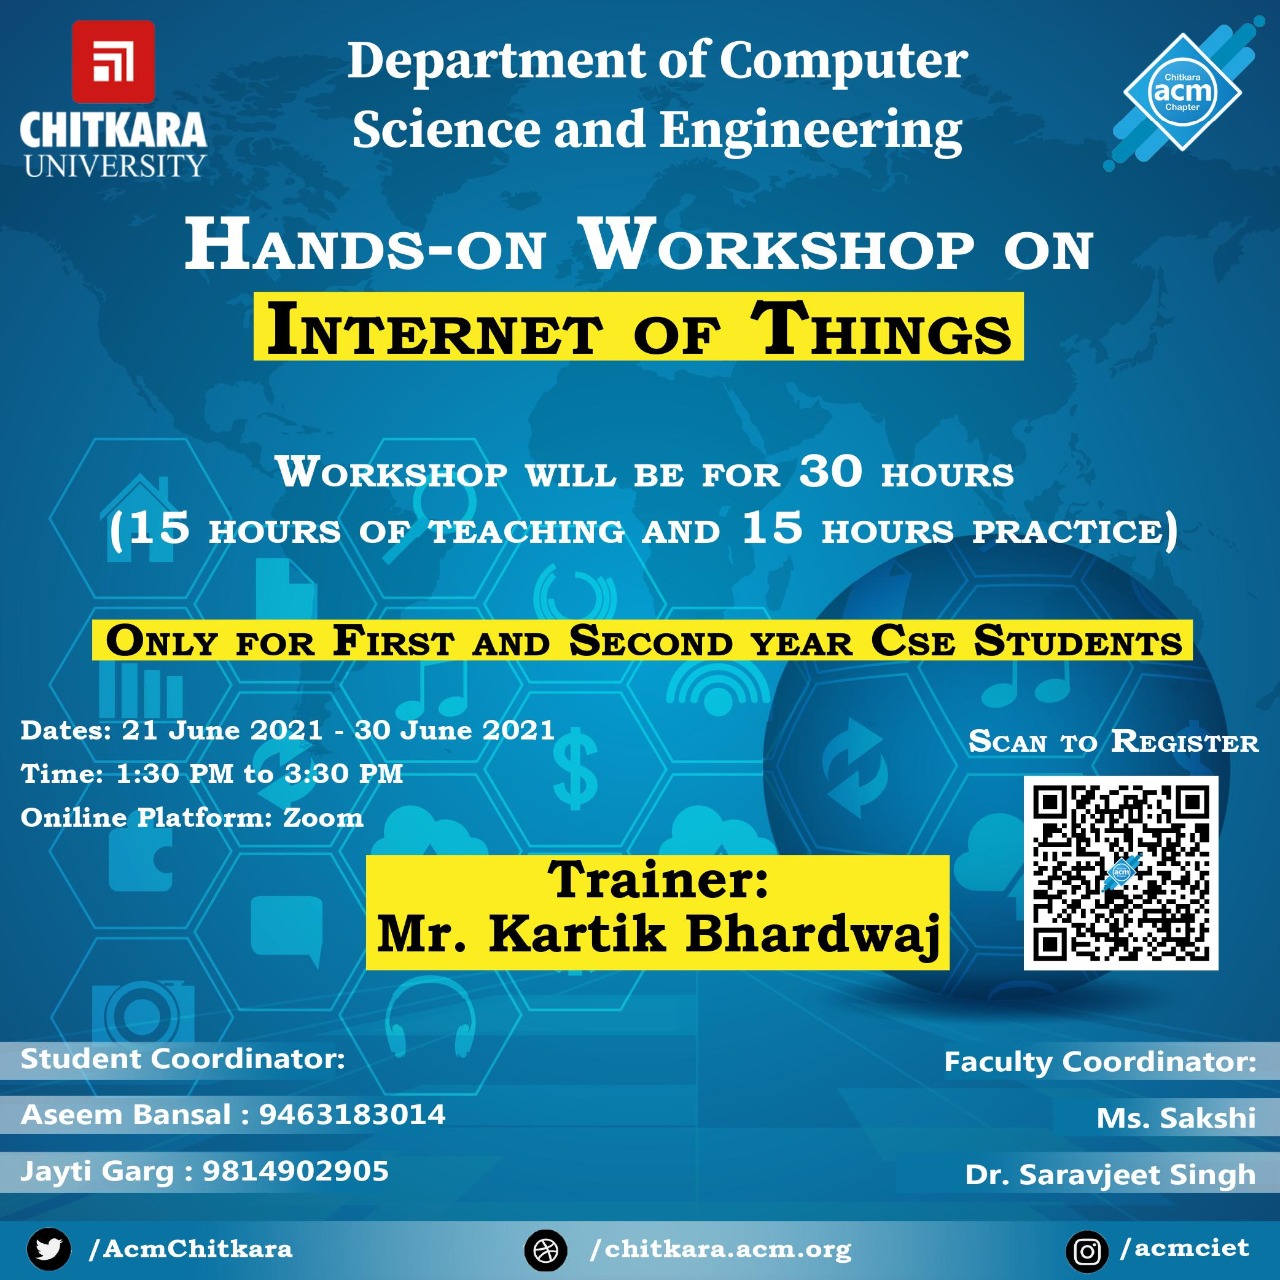 CHITKARA
UNIVERSITY
Department of Computer
Science and Engineering
Chitkara
acm
Chapter
Hands-on Workshop on
Internet of Things
Workshop will be for 30 hours
(15 hours of teaching and 15 hours practice)
Only for First and Second year Cse Students
Dates: 21 June 2021 - 30 June 2021
Time: 1:30 PM to 3:30 PM
Oniline Platform: Zoom
Scan to Register
acm
Trainer:
Mr. Kartik Bhardwaj
Student Coordinator:
Aseem Bansal : 9463183014
Jayti Garg : 9814902905
Faculty Coordinator:
Ms. Sakshi
Dr. Saravjeet Singh
/AcmChitkara
/chitkara.acm.org
/acmciet